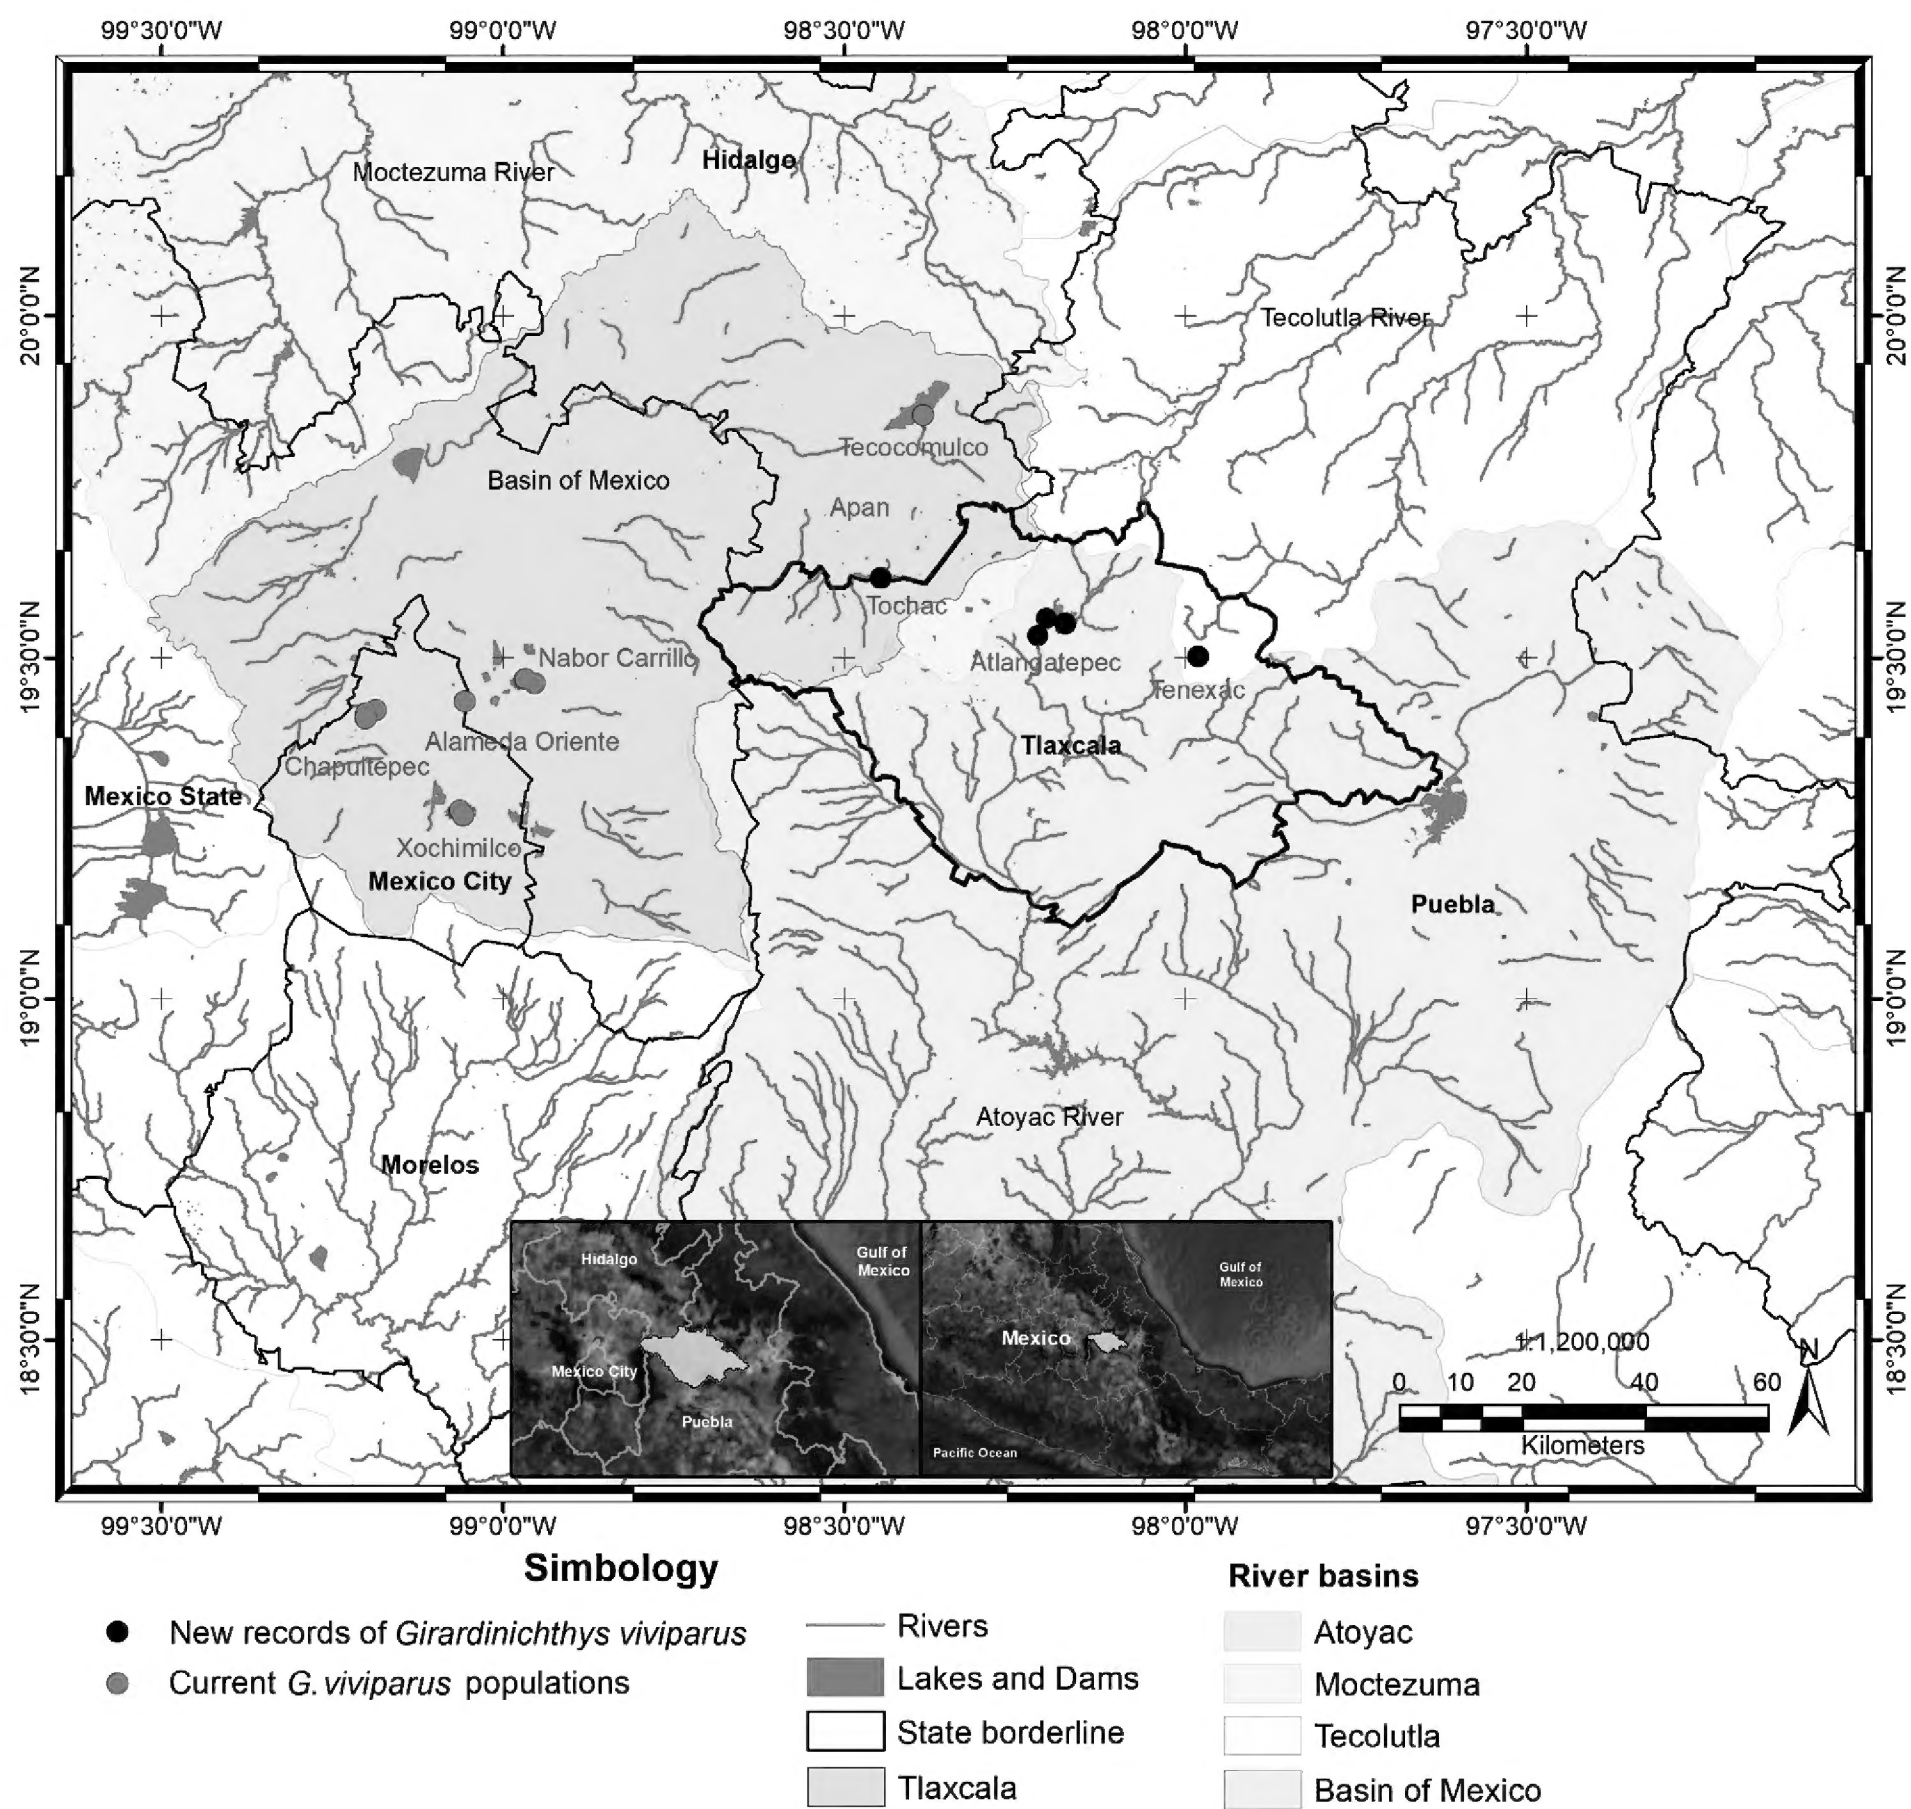 99°30'0"W 99°0'0"W 98°30'0"W 98°0'0"W 97°30'0"W
Moctezuma River
Hidalgo
20°0'0"N
20°0'0"N
Tecolutla River
Tecocomulco
Basin of Mexico
Apan
Tochac
19°30'0"N
19°30'0"N
Nabor Carrillo
Atlangatepec
Tenexac
Alameda Oriente
Tlaxcala
Chapultepec
Mexico State
Xochimilco
Mexico City
Puebla
19°0'0"N
19°0'0"N
Atoyac River
Morelos
Hidalgo
Gulf of
Mexico
Mexico City
Puebla
Gulf of
Mexico
Mexico
Pacific Ocean
18°30'0"N
18°30'0"N
1:1,200,000
N
0 10 20 40 60
Kilometers
99°30'0"W 99°0'0"W 98°30'0"W 98°0'0"W 97°30'0"W
Simbology
New records of Girardinichthys viviparus
Current G. viviparus populations
Rivers
Lakes and Dams
State borderline
Tlaxcala
River basins
Atoyac
Moctezuma
Tecolutla
Basin of Mexico